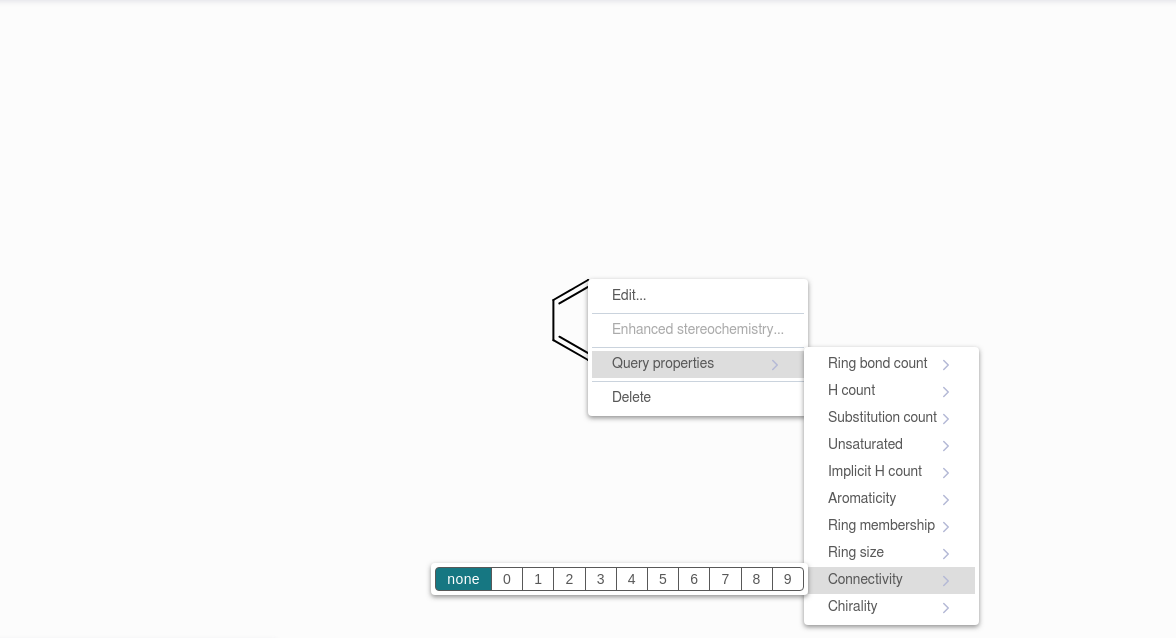 Edit...
Enhanced stereochemistry...
Query properties
Delete
Ring bond count
H count
Substitution count
Unsaturated
Implicit H count
Aromaticity
Ring membership
Ring size
Connectivity
Chirality
none 0 1 2 3 4 5 6 7 8 9